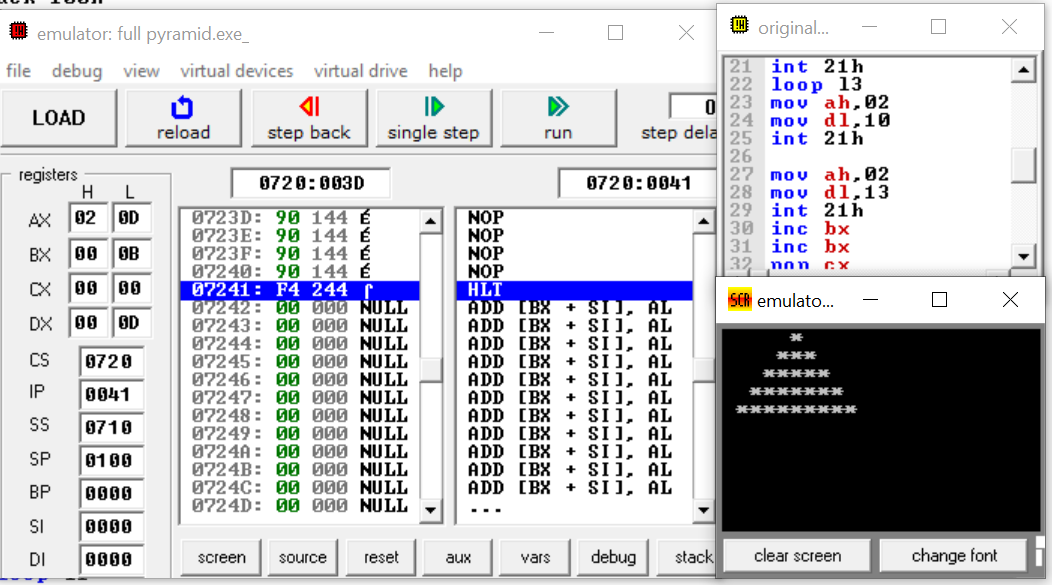 emulator: full pyramid.exe_
file debug view virtual devices virtual drive help
LOAD
reload
step back
single step
run
0
step dela
registers
H L
AX 02 0D
BX 00 0B
CX 00 00
DX 00 0D
CS 0720
IP 0041
SS 0710
SP 0100
BP 0000
SI 0000
DI 0000
0720:003D
0720:0041
0723D: 90 144 É
0723E: 90 144 É
0723F: 90 144 É
07240: 90 144 É
07241: F4 244 ⌠
07242: 00 000 NULL
07243: 00 000 NULL
07244: 00 000 NULL
07245: 00 000 NULL
07246: 00 000 NULL
07247: 00 000 NULL
07248: 00 000 NULL
07249: 00 000 NULL
0724A: 00 000 NULL
0724B: 00 000 NULL
0724C: 00 000 NULL
0724D: 00 000 NULL
NOP
NOP
NOP
NOP
HLT
ADD [BX + SI], AL
ADD [BX + SI], AL
ADD [BX + SI], AL
ADD [BX + SI], AL
ADD [BX + SI], AL
ADD [BX + SI], AL
ADD [BX + SI], AL
ADD [BX + SI], AL
ADD [BX + SI], AL
ADD [BX + SI], AL
ADD [BX + SI], AL
...
screen source reset aux vars debug stack
original...
21 int 21h
22 loop l3
23 mov ah,02
24 mov dl,10
25 int 21h
26
27 mov ah,02
28 mov dl,13
29 int 21h
30 inc bx
31 inc bx
32 pop cx
SCR emulato...
*
***
*****
*******
*********
clear screen
change font